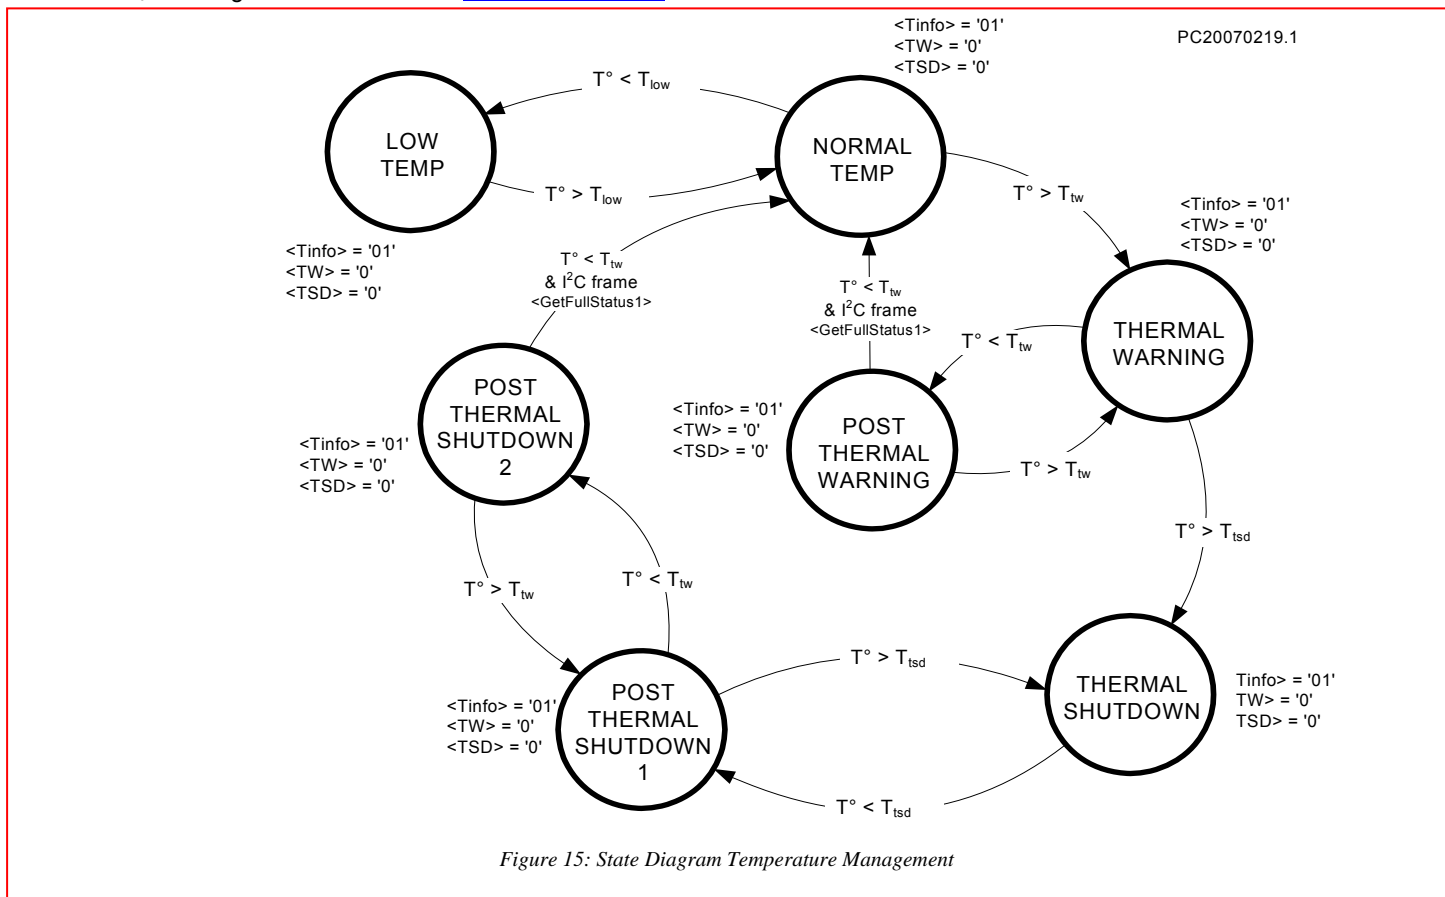 PC20070219.1
<Tinfo> = '01'
<TW> = '0'
<TSD> = '0'
T° < Tlow
LOW
TEMP
NORMAL
TEMP
T° > Tlow
T° > Ttw
<Tinfo> = '01'
<TW> = '0'
<TSD> = '0'
<Tinfo> = '01'
<TW> = '0'
<TSD> = '0'
T° < Ttw
& I²C frame
<GetFullStatus1>
T° < Ttw
& I²C frame
<GetFullStatus1>
THERMAL
WARNING
T° < Ttw
POST
THERMAL
SHUTDOWN
2
<Tinfo> = '01'
<TW> = '0'
<TSD> = '0'
<Tinfo> = '01'
<TW> = '0'
<TSD> = '0'
POST
THERMAL
WARNING
T° > Ttw
T° > Ttsd
T° > Ttw
T° < Ttw
T° > Ttsd
<Tinfo> = '01'
<TW> = '0'
<TSD> = '0'
POST
THERMAL
SHUTDOWN
1
THERMAL
SHUTDOWN
Tinfo> = '01'
TW> = '0'
TSD> = '0'
T° < Ttsd
Figure 15: State Diagram Temperature Management